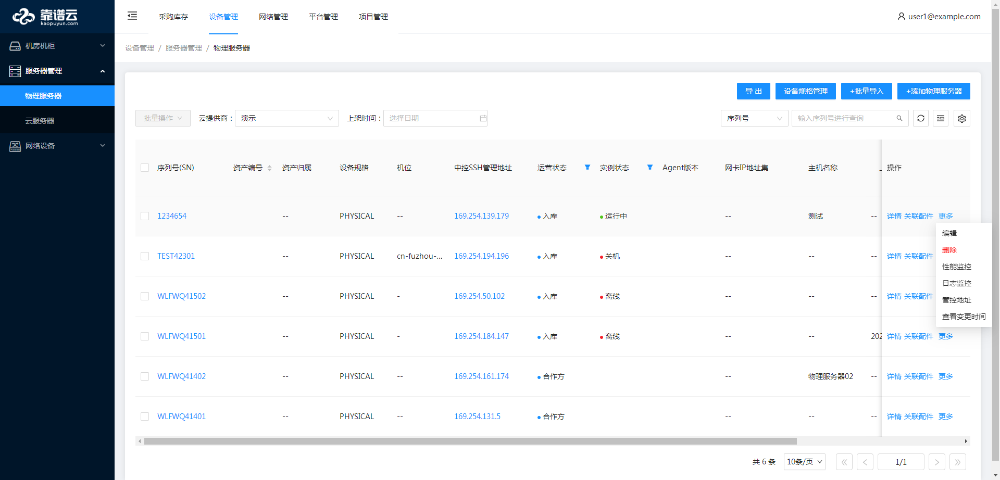 靠谱云
kaopuyun.com
采购库存 设备管理 网络管理 平台管理 项目管理
user1@example.com
机房机柜
服务器管理
物理服务器
云服务器
网络设备
设备管理 / 服务器管理 / 物理服务器
导 出 设备规格管理 +批量导入 +添加物理服务器
批量操作 云提供商： 演示 上架时间： 选择日期 序列号 输入序列号进行查询
序列号(SN) 资产编号 资产归属 设备规格 机位 中控SSH管理地址 运营状态 实例状态 Agent版本 网卡IP地址集 主机名称 操作
1234654 -- PHYSICAL -- 169.254.139.179 入库 运行中 -- 测试 -- 详情 关联配件 更多
TEST42301 -- PHYSICAL cn-fuzhou-... 169.254.194.196 入库 关机 -- -- -- 详情 关联配件
WLFWQ41502 -- PHYSICAL - 169.254.50.102 入库 离线 -- -- -- 详情 关联配件
WLFWQ41501 -- PHYSICAL - 169.254.184.147 入库 离线 -- -- 202 详情 关联配件 更多
WLFWQ41402 -- PHYSICAL -- 169.254.161.174 合作方 -- 物理服务器02 -- 详情 关联配件 更多
WLFWQ41401 -- PHYSICAL -- 169.254.131.5 合作方 -- -- -- 详情 关联配件 更多
编辑
删除
性能监控
日志监控
管控地址
查看变更时间
共 6 条 10条/页 1/1